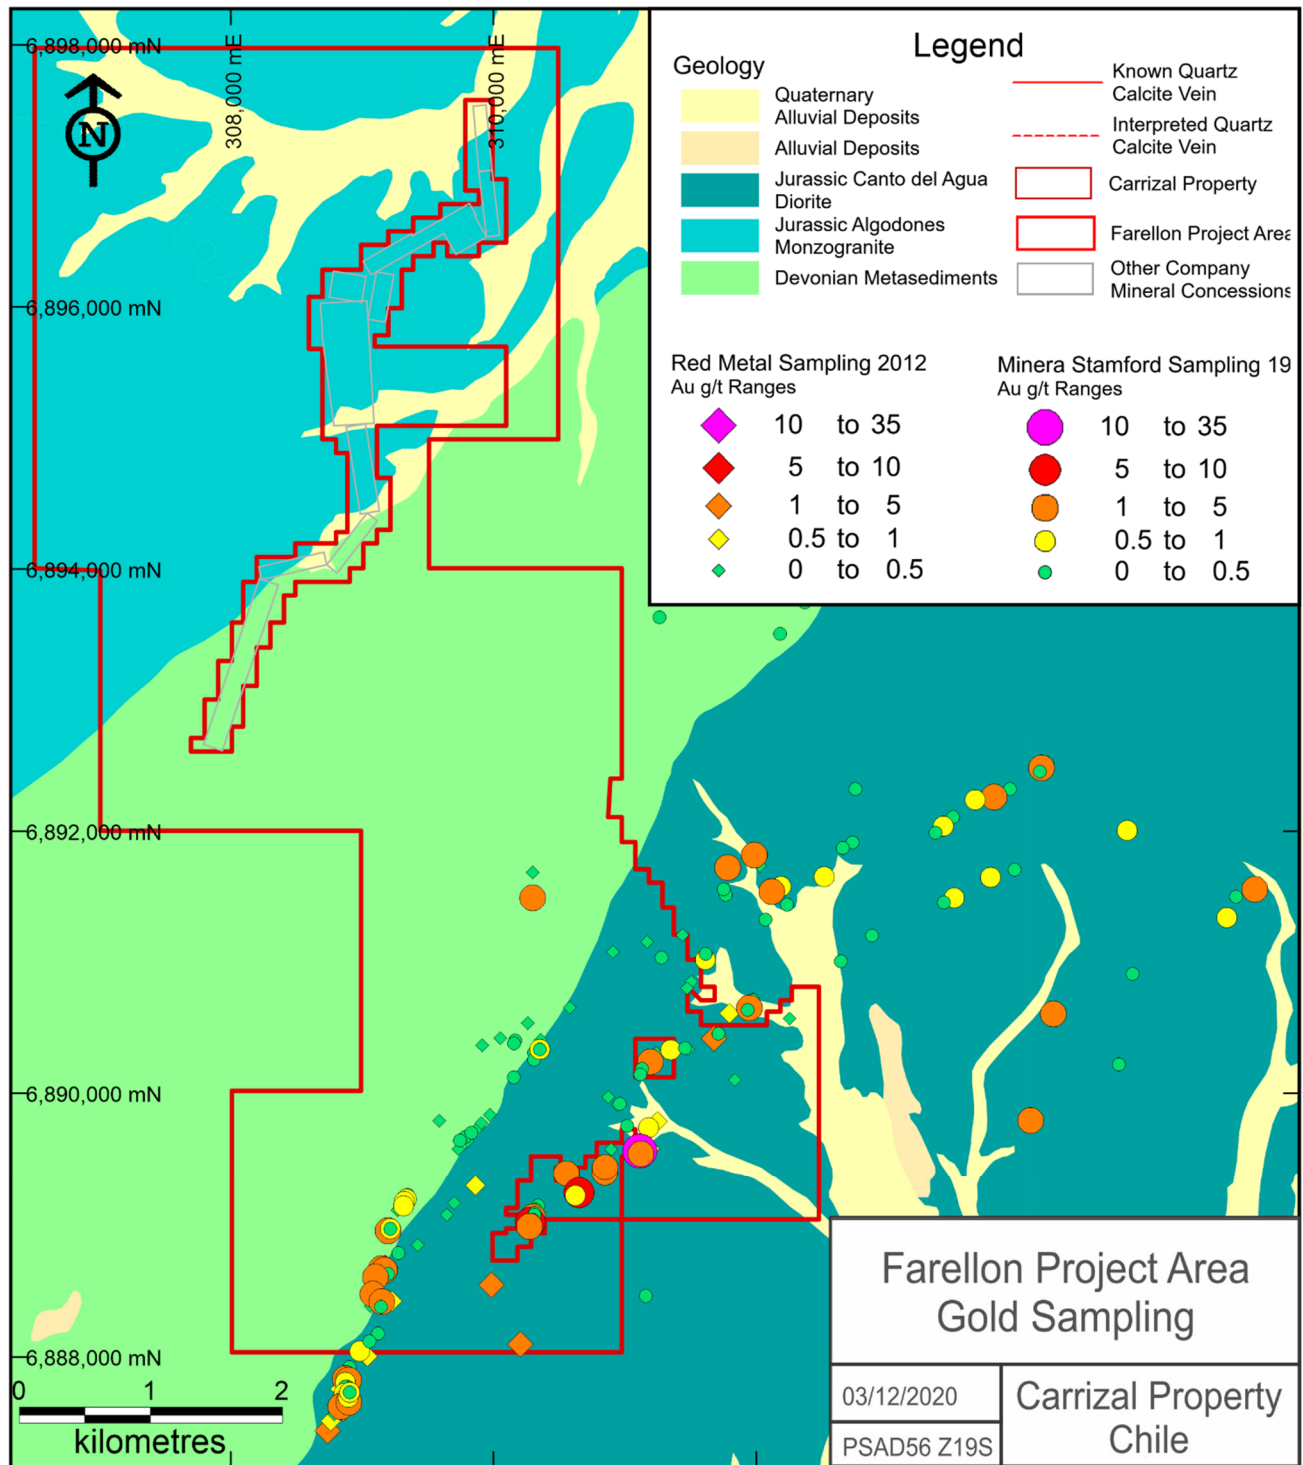 6,898,000 mN
308,000 mE
310,000 mE
N
6,896,000 mN
6,894,000 mN
6,892,000 mN
6,890,000 mN
6,888,000 mN
Legend
Geology
Quaternary
Alluvial Deposits
Alluvial Deposits
Jurassic Canto del Agua
Diorite
Jurassic Algodones
Monzogranite
Devonian Metasediments
Known Quartz
Calcite Vein
Interpreted Quartz
Calcite Vein
Carrizal Property
Farellon Project Area
Other Company
Mineral Concessions
Red Metal Sampling 2012
Au g/t Ranges
10 to 35
5 to 10
1 to 5
0.5 to 1
0 to 0.5
Minera Stamford Sampling 19
Au g/t Ranges
10 to 35
5 to 10
1 to 5
0.5 to 1
0 to 0.5
0 1 2
kilometres
Farellon Project Area
Gold Sampling
03/12/2020
PSAD56 Z19S
Carrizal Property
Chile